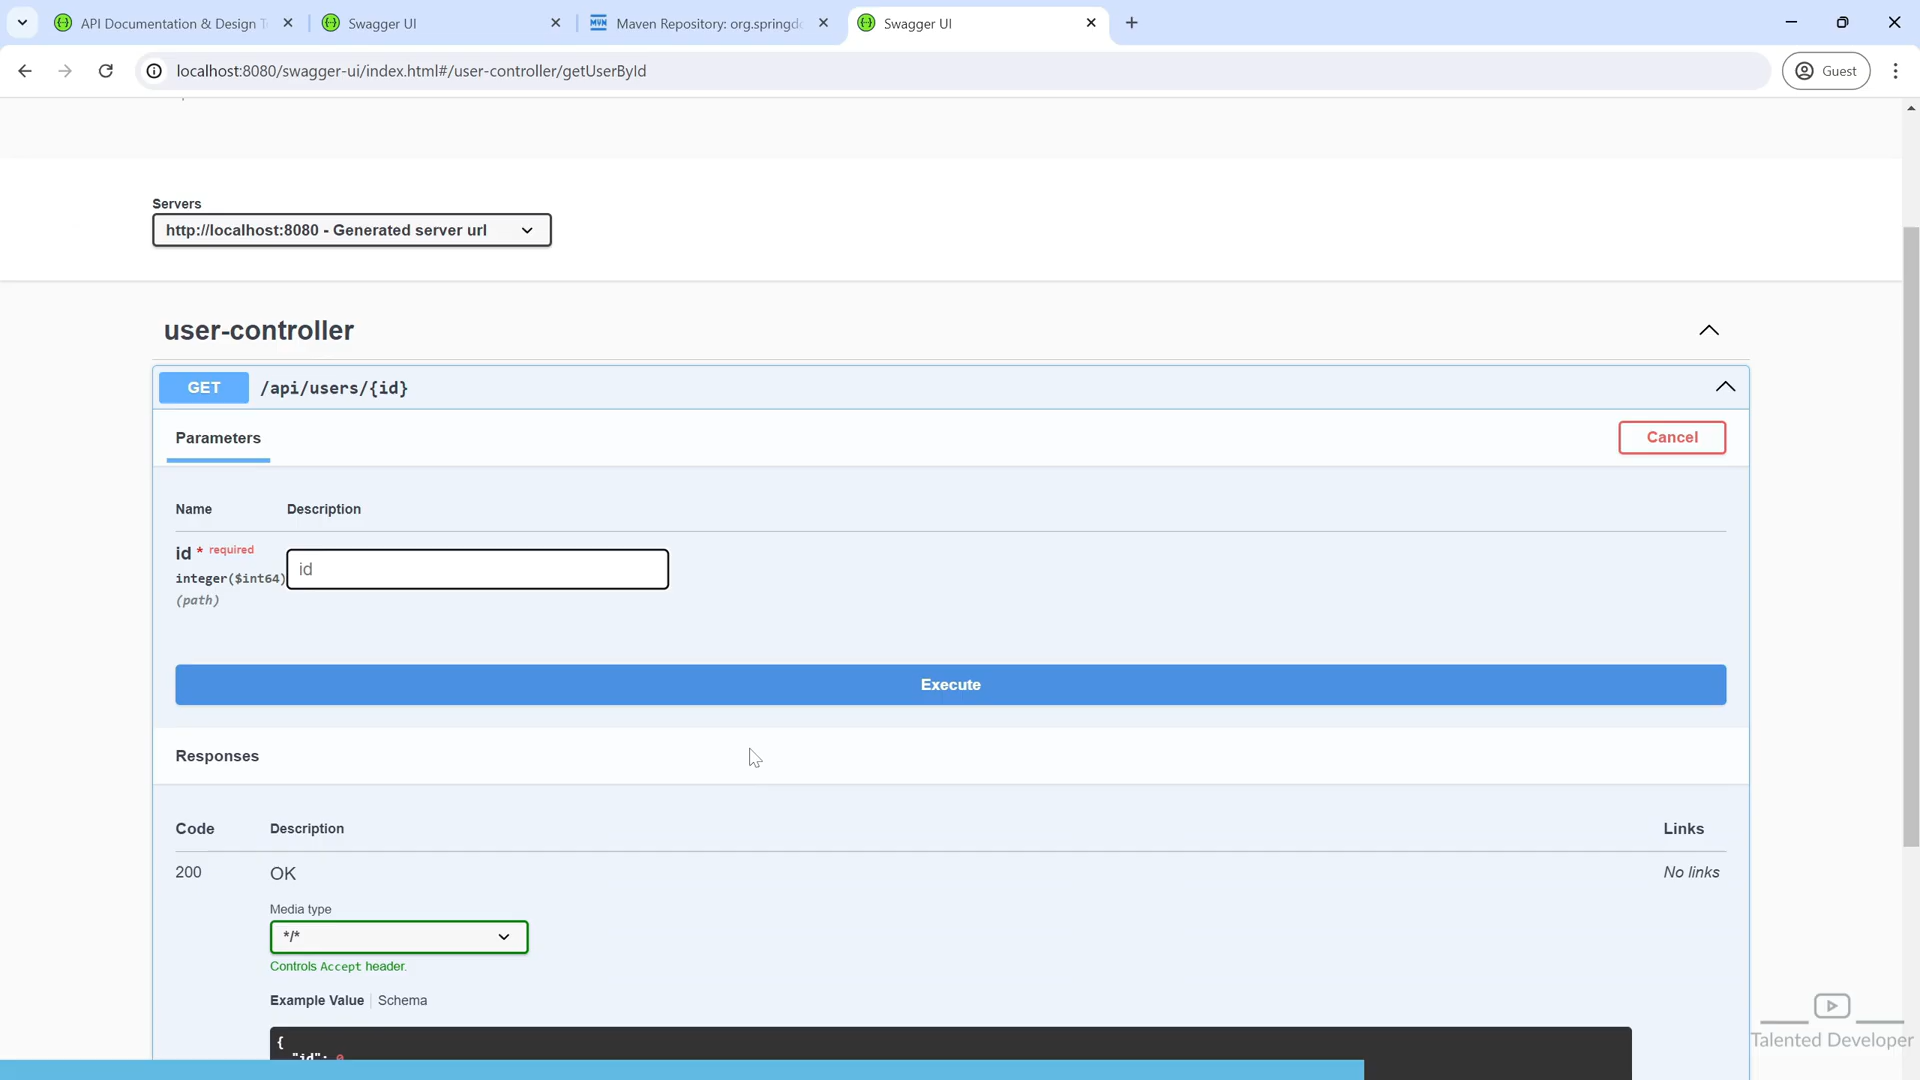 API Documentation & Design
Swagger UI
Maven Repository: org.springdo
Swagger UI
localhost:8080/swagger-ui/index.html#/user-controller/getUserById
Guest
Servers
http://localhost:8080 - Generated server url
user-controller
GET /api/users/{id}
Parameters
Cancel
Name Description
id * required
integer($int64)
(path)
id
Execute
Responses
Code Description Links
200 OK No links
Media type
*/*
Controls Accept header.
Example Value Schema
{
"id": 0
Talented Developer